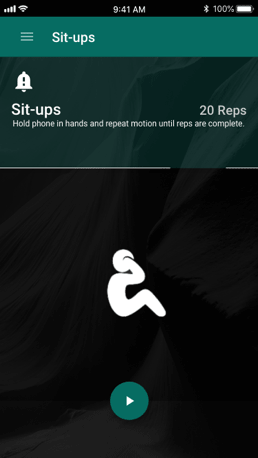 9:41 AM
100%
Sit-ups
Sit-ups
20 Reps
Hold phone in hands and repeat motion until reps are complete.